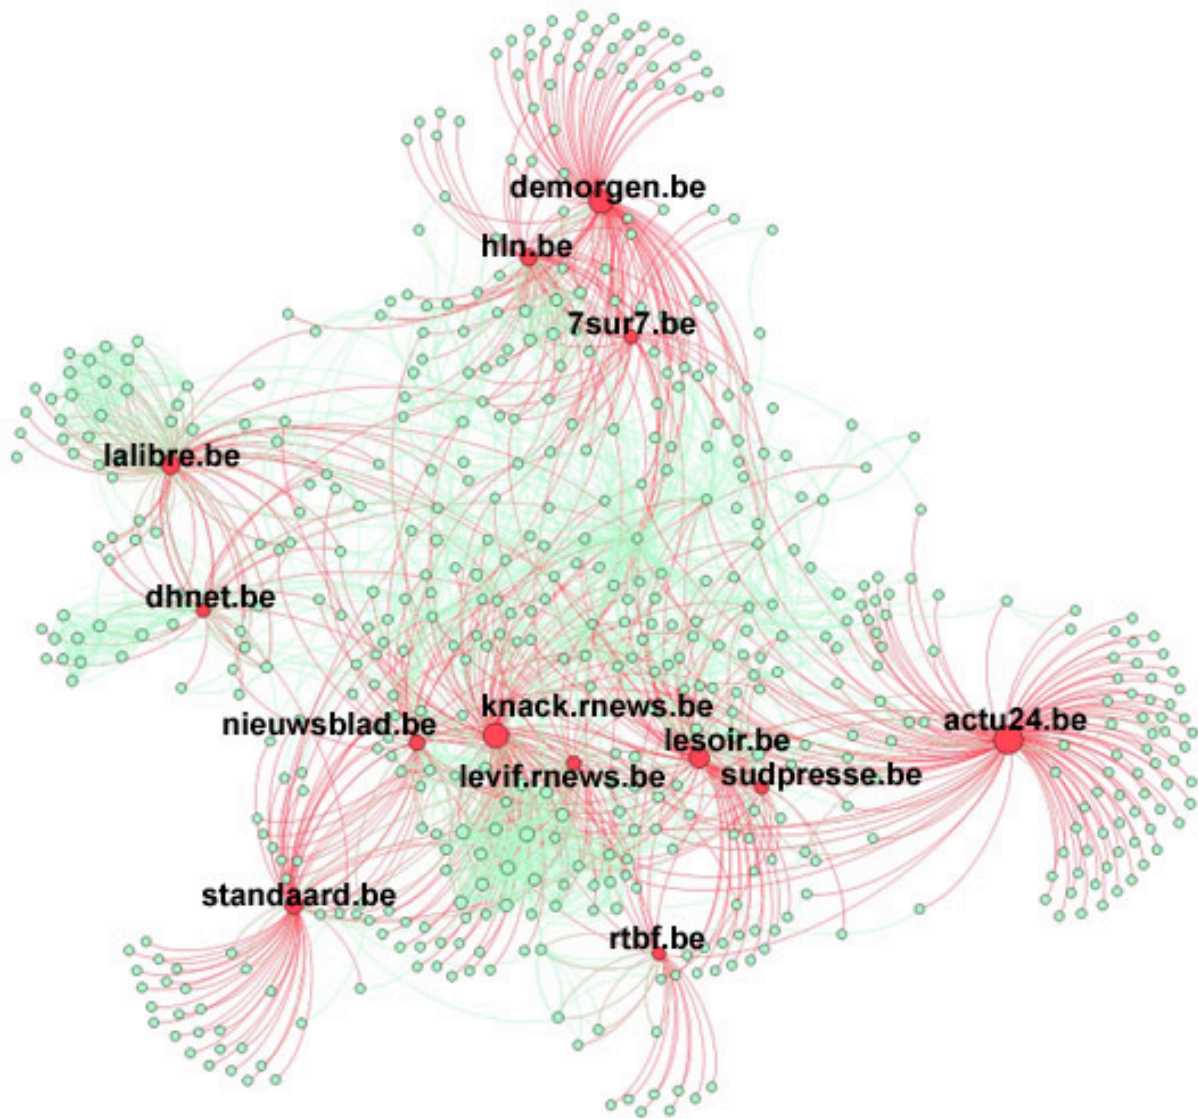 demorgen.be
hln.be
7sur7.be
lalibre.be
dhnet.be
knack.rnews.be
nieuwsblad.be
actu24.be
lesoir.be
levif.rnews.be
sudpresse.be
standaard.be
rtbf.be